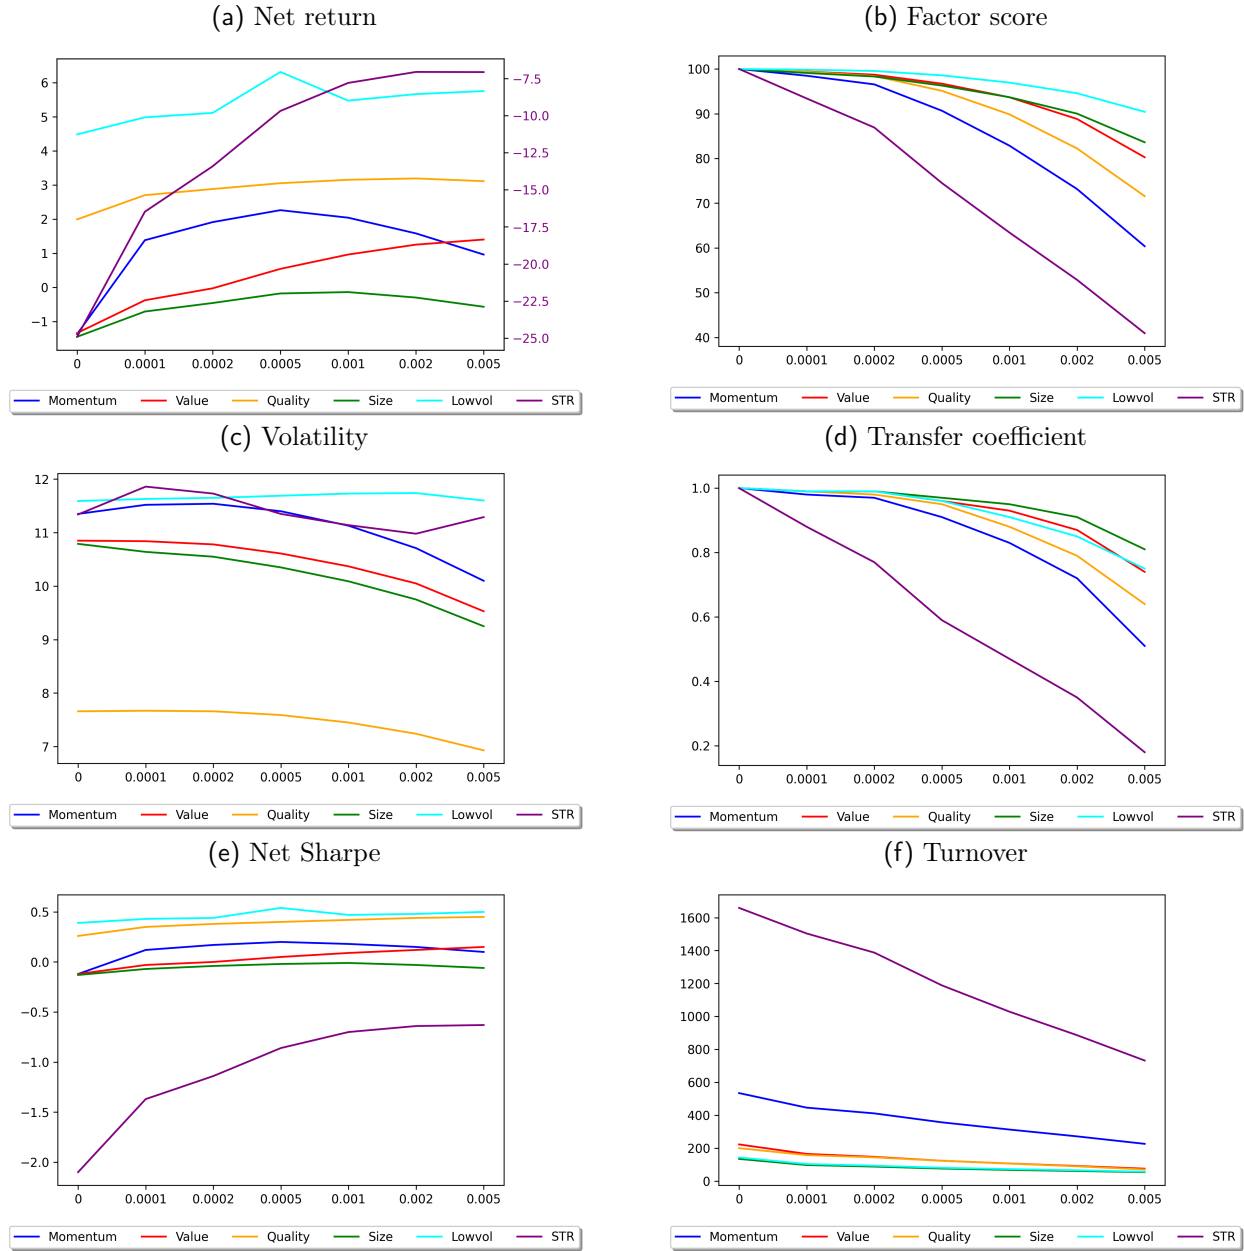 (a) Net return
6
5
4
3
2
1
0
−1
−7.5
−10.0
−12.5
−15.0
−17.5
−20.0
−22.5
−25.0
0 0.0001 0.0002 0.0005 0.001 0.002 0.005
Momentum Value Quality Size Lowvol STR
(b) Factor score
100
90
80
70
60
50
40
0 0.0001 0.0002 0.0005 0.001 0.002 0.005
Momentum Value Quality Size Lowvol STR
(c) Volatility
12
11
10
9
8
7
0 0.0001 0.0002 0.0005 0.001 0.002 0.005
Momentum Value Quality Size Lowvol STR
(d) Transfer coefficient
1.0
0.8
0.6
0.4
0.2
0 0.0001 0.0002 0.0005 0.001 0.002 0.005
Momentum Value Quality Size Lowvol STR
(e) Net Sharpe
0.5
0.0
−0.5
−1.0
−1.5
−2.0
0 0.0001 0.0002 0.0005 0.001 0.002 0.005
Momentum Value Quality Size Lowvol STR
(f) Turnover
1600
1400
1200
1000
800
600
400
200
0
0 0.0001 0.0002 0.0005 0.001 0.002 0.005
Momentum Value Quality Size Lowvol STR